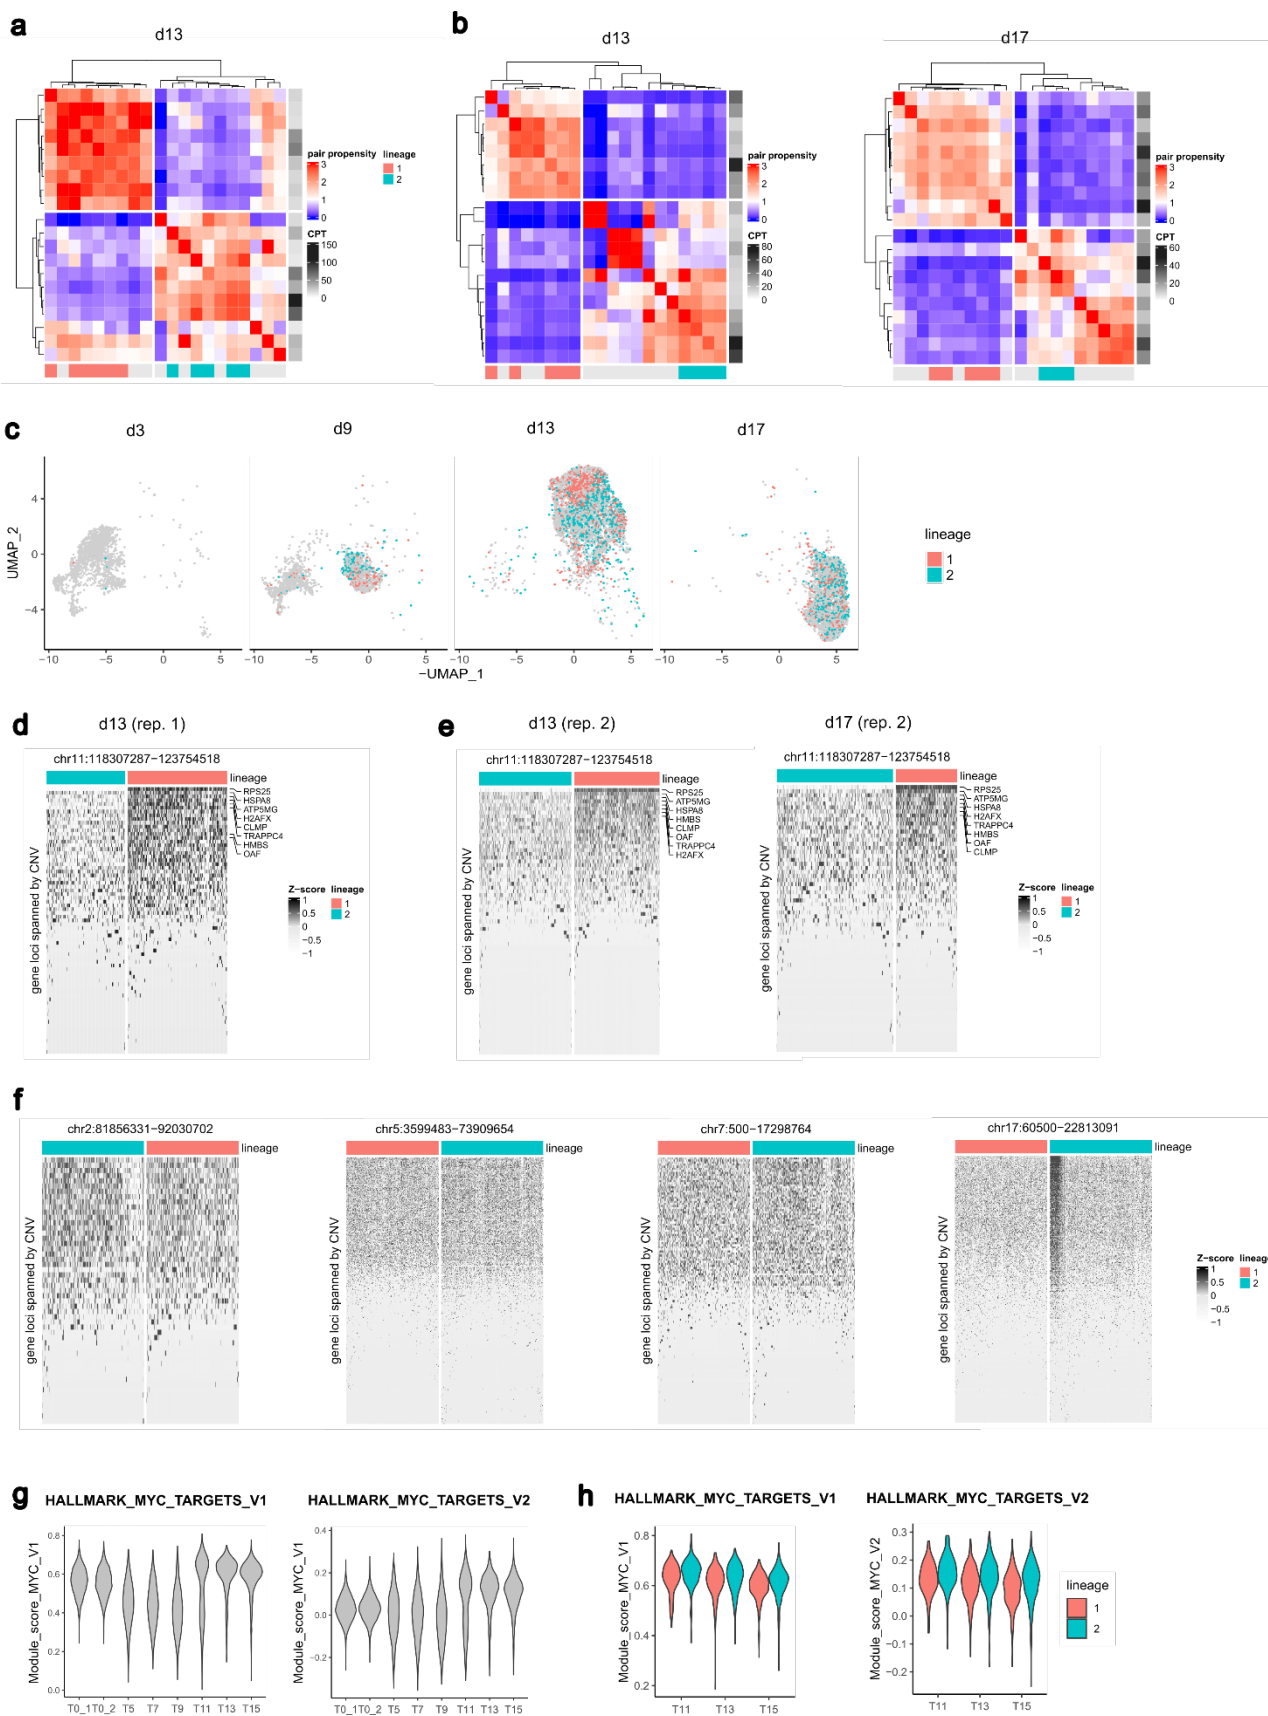 a
d13
pair propensity
3
2
1
0
lineage
1
2
CPT
150
100
50
0
b
d13
pair propensity
3
2
1
0
CPT
80
60
40
20
0
d17
pair propensity
3
2
1
0
CPT
60
40
20
0
c
d3
d9
d13
d17
UMAP_2
4
0
−4
−10 −5 0 5
−10 −5 0 5
−10 −5 0 5
−10 −5 0 5
−UMAP_1
lineage
1
2
d
d13 (rep. 1)
chr11:118307287−123754518
lineage
RPS25
HSPA8
ATP5MG
H2AFX
CLMP
TRAPPC4
HMBS
OAF
gene loci spanned by CNV
Z−score
1
0.5
0
−0.5
−1
lineage
1
2
e
d13 (rep. 2)
chr11:118307287−123754518
lineage
RPS25
ATP5MG
HSPA8
HMBS
CLMP
OAF
TRAPPC4
H2AFX
gene loci spanned by CNV
d17 (rep. 2)
chr11:118307287−123754518
lineage
RPS25
ATP5MG
HSPA8
H2AFX
TRAPPC4
HMBS
OAF
CLMP
gene loci spanned by CNV
Z−score
1
0.5
0
−0.5
−1
lineage
1
2
f
chr2:81856331−92030702
lineage
gene loci spanned by CNV
chr5:3599483−73909654
lineage
gene loci spanned by CNV
chr7:500−17298764
lineage
gene loci spanned by CNV
chr17:60500−22813091
lineage
gene loci spanned by CNV
Z−score
1
0.5
0
−0.5
−1
lineage
1
2
g
HALLMARK_MYC_TARGETS_V1
Module_score_MYC_V1
0.8
0.6
0.4
0.2
0.0
T0_1 T0_2 T5 T7 T9 T11 T13 T15
HALLMARK_MYC_TARGETS_V2
Module_score_MYC_V2
0.4
0.2
0.0
−0.2
T0_1 T0_2 T5 T7 T9 T11 T13 T15
h
HALLMARK_MYC_TARGETS_V1
Module_score_MYC_V1
0.8
0.6
0.4
0.2
T11 T13 T15
HALLMARK_MYC_TARGETS_V2
Module_score_MYC_V2
0.3
0.2
0.1
0.0
−0.1
−0.2
T11 T13 T15
lineage
1
2